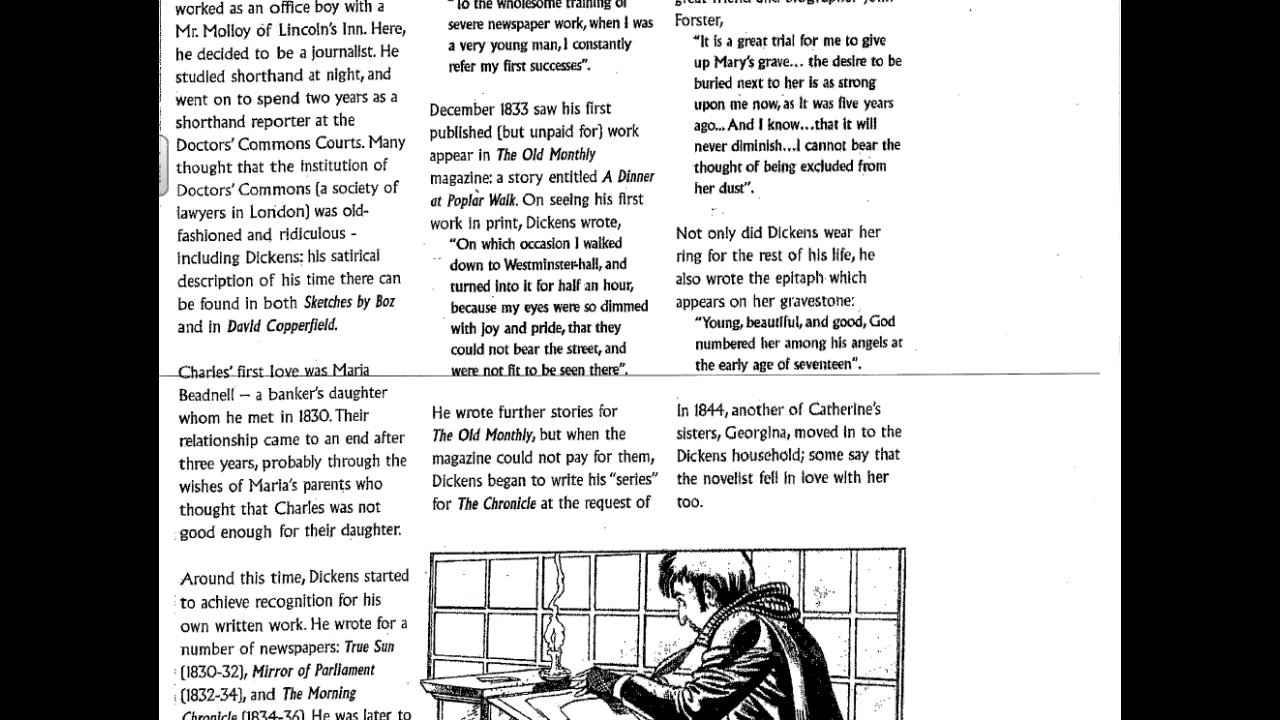 worked as an office boy with a
Mr. Molloy of Lincoln's Inn. Here,
he decided to be a journalist. He
studied shorthand at night, and
went on to spend two years as a
shorthand reporter at the
Doctors' Commons Courts. Many
thought that the institution of
Doctors' Commons (a society of
lawyers in London) was old-
fashioned and ridiculous -
including Dickens; his satirical
description of his time there can
be found in both Sketches by Boz
and in David Copperfield.
Charles' first love was Maria
Beadnell – a banker's daughter
whom he met in 1830. Their
relationship came to an end after
three years, probably through the
wishes of Maria's parents who
thought that Charles was not
good enough for their daughter.
Around this time, Dickens started
to achieve recognition for his
own written work. He wrote for a
number of newspapers: True Sun
(1830-32), Mirror of Parliament
(1832-34), and The Morning
Chronicle (1834-36). He was later to
"To the wholesome training of
severe newspaper work, when I was
a very young man, I constantly
refer my first successes".
December 1833 saw his first
published (but unpaid for) work
appear in The Old Monthly
magazine: a story entitled A Dinner
at Poplar Walk. On seeing his first
work in print, Dickens wrote,
"On which occasion I walked
down to Westminster-hall, and
turned into it for half an hour,
because my eyes were so dimmed
with joy and pride, that they
could not bear the street, and
were not fit to be seen there".
He wrote further stories for
The Old Monthly, but when the
magazine could not pay for them,
Dickens began to write his "series"
for The Chronicle at the request of
great friend and biographer John
Forster,
"It is a great trial for me to give
up Mary's grave... the desire to be
buried next to her is as strong
upon me now, as it was five years
ago... And I know...that it will
never diminish...I cannot bear the
thought of being excluded from
her dust".
Not only did Dickens wear her
ring for the rest of his life, he
also wrote the epitaph which
appears on her gravestone:
"Young, beautiful, and good, God
numbered her among his angels at
the early age of seventeen".
In 1844, another of Catherine's
sisters, Georgina, moved in to the
Dickens household; some say that
the novelist fell in love with her
too.